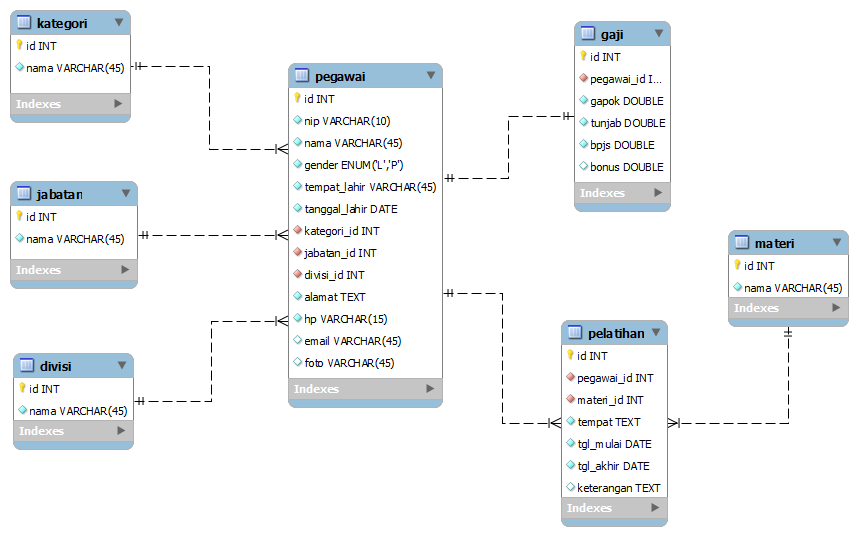 kategori
id INT
nama VARCHAR(45)
Indexes
jabatan
id INT
nama VARCHAR(45)
Indexes
divisi
id INT
nama VARCHAR(45)
Indexes
pegawai
id INT
nip VARCHAR(10)
nama VARCHAR(45)
gender ENUM('L','P')
tempat_lahir VARCHAR(45)
tanggal_lahir DATE
kategori_id INT
jabatan_id INT
divisi_id INT
alamat TEXT
hp VARCHAR(15)
email VARCHAR(45)
foto VARCHAR(45)
Indexes
gaji
id INT
pegawai_id I...
gapok DOUBLE
tunjab DOUBLE
bpjs DOUBLE
bonus DOUBLE
Indexes
materi
id INT
nama VARCHAR(45)
Indexes
pelatihan
id INT
pegawai_id INT
materi_id INT
tempat TEXT
tgl_mulai DATE
tgl_akhir DATE
keterangan TEXT
Indexes